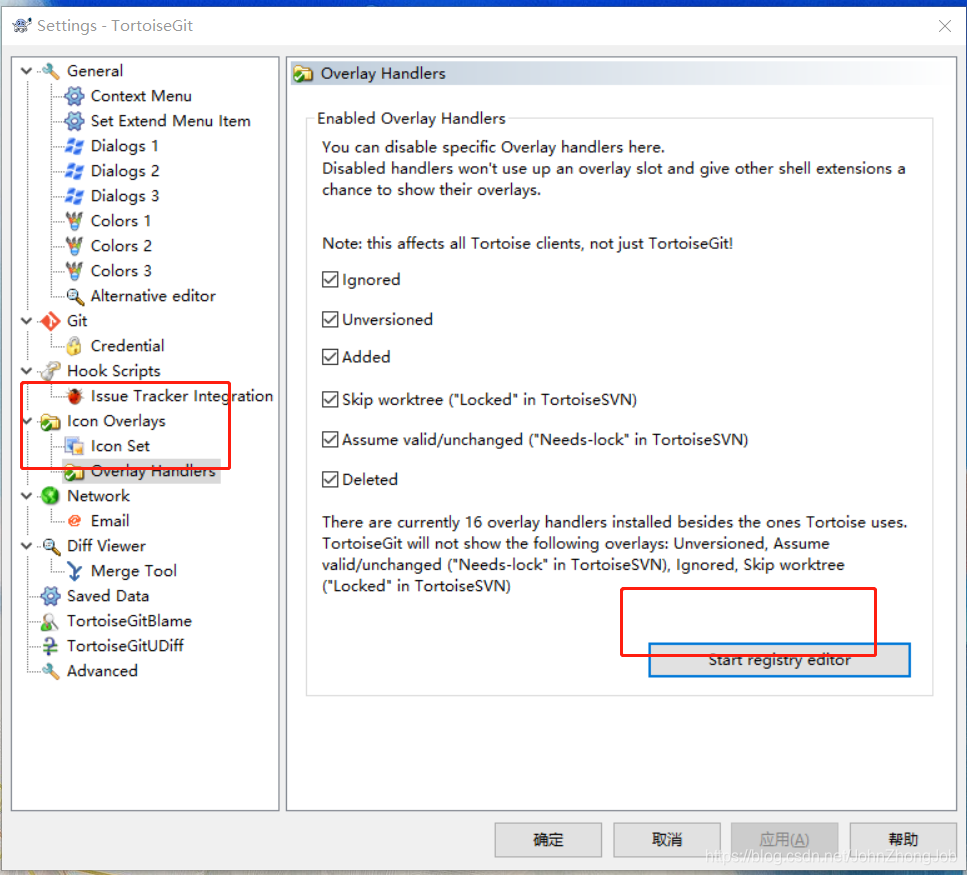 Settings - TortoiseGit
General
Context Menu
Set Extend Menu Item
Dialogs 1
Dialogs 2
Dialogs 3
Colors 1
Colors 2
Colors 3
Alternative editor
Git
Credential
Hook Scripts
Issue Tracker Integration
Icon Overlays
Icon Set
Overlay Handlers
Network
Email
Diff Viewer
Merge Tool
Saved Data
TortoiseGitBlame
TortoiseGitUDiff
Advanced
Overlay Handlers
Enabled Overlay Handlers
You can disable specific Overlay handlers here.
Disabled handlers won't use up an overlay slot and give other shell extensions a
chance to show their overlays.
Note: this affects all Tortoise clients, not just TortoiseGit!
Ignored
Unversioned
Added
Skip worktree ("Locked" in TortoiseSVN)
Assume valid/unchanged ("Needs-lock" in TortoiseSVN)
Deleted
There are currently 16 overlay handlers installed besides the ones Tortoise uses.
TortoiseGit will not show the following overlays: Unversioned, Assume
valid/unchanged ("Needs-lock" in TortoiseSVN), Ignored, Skip worktree
("Locked" in TortoiseSVN)
Start registry editor
确定
取消
应用(A)
帮助
https://blog.csdn.net/JohnZhongJob